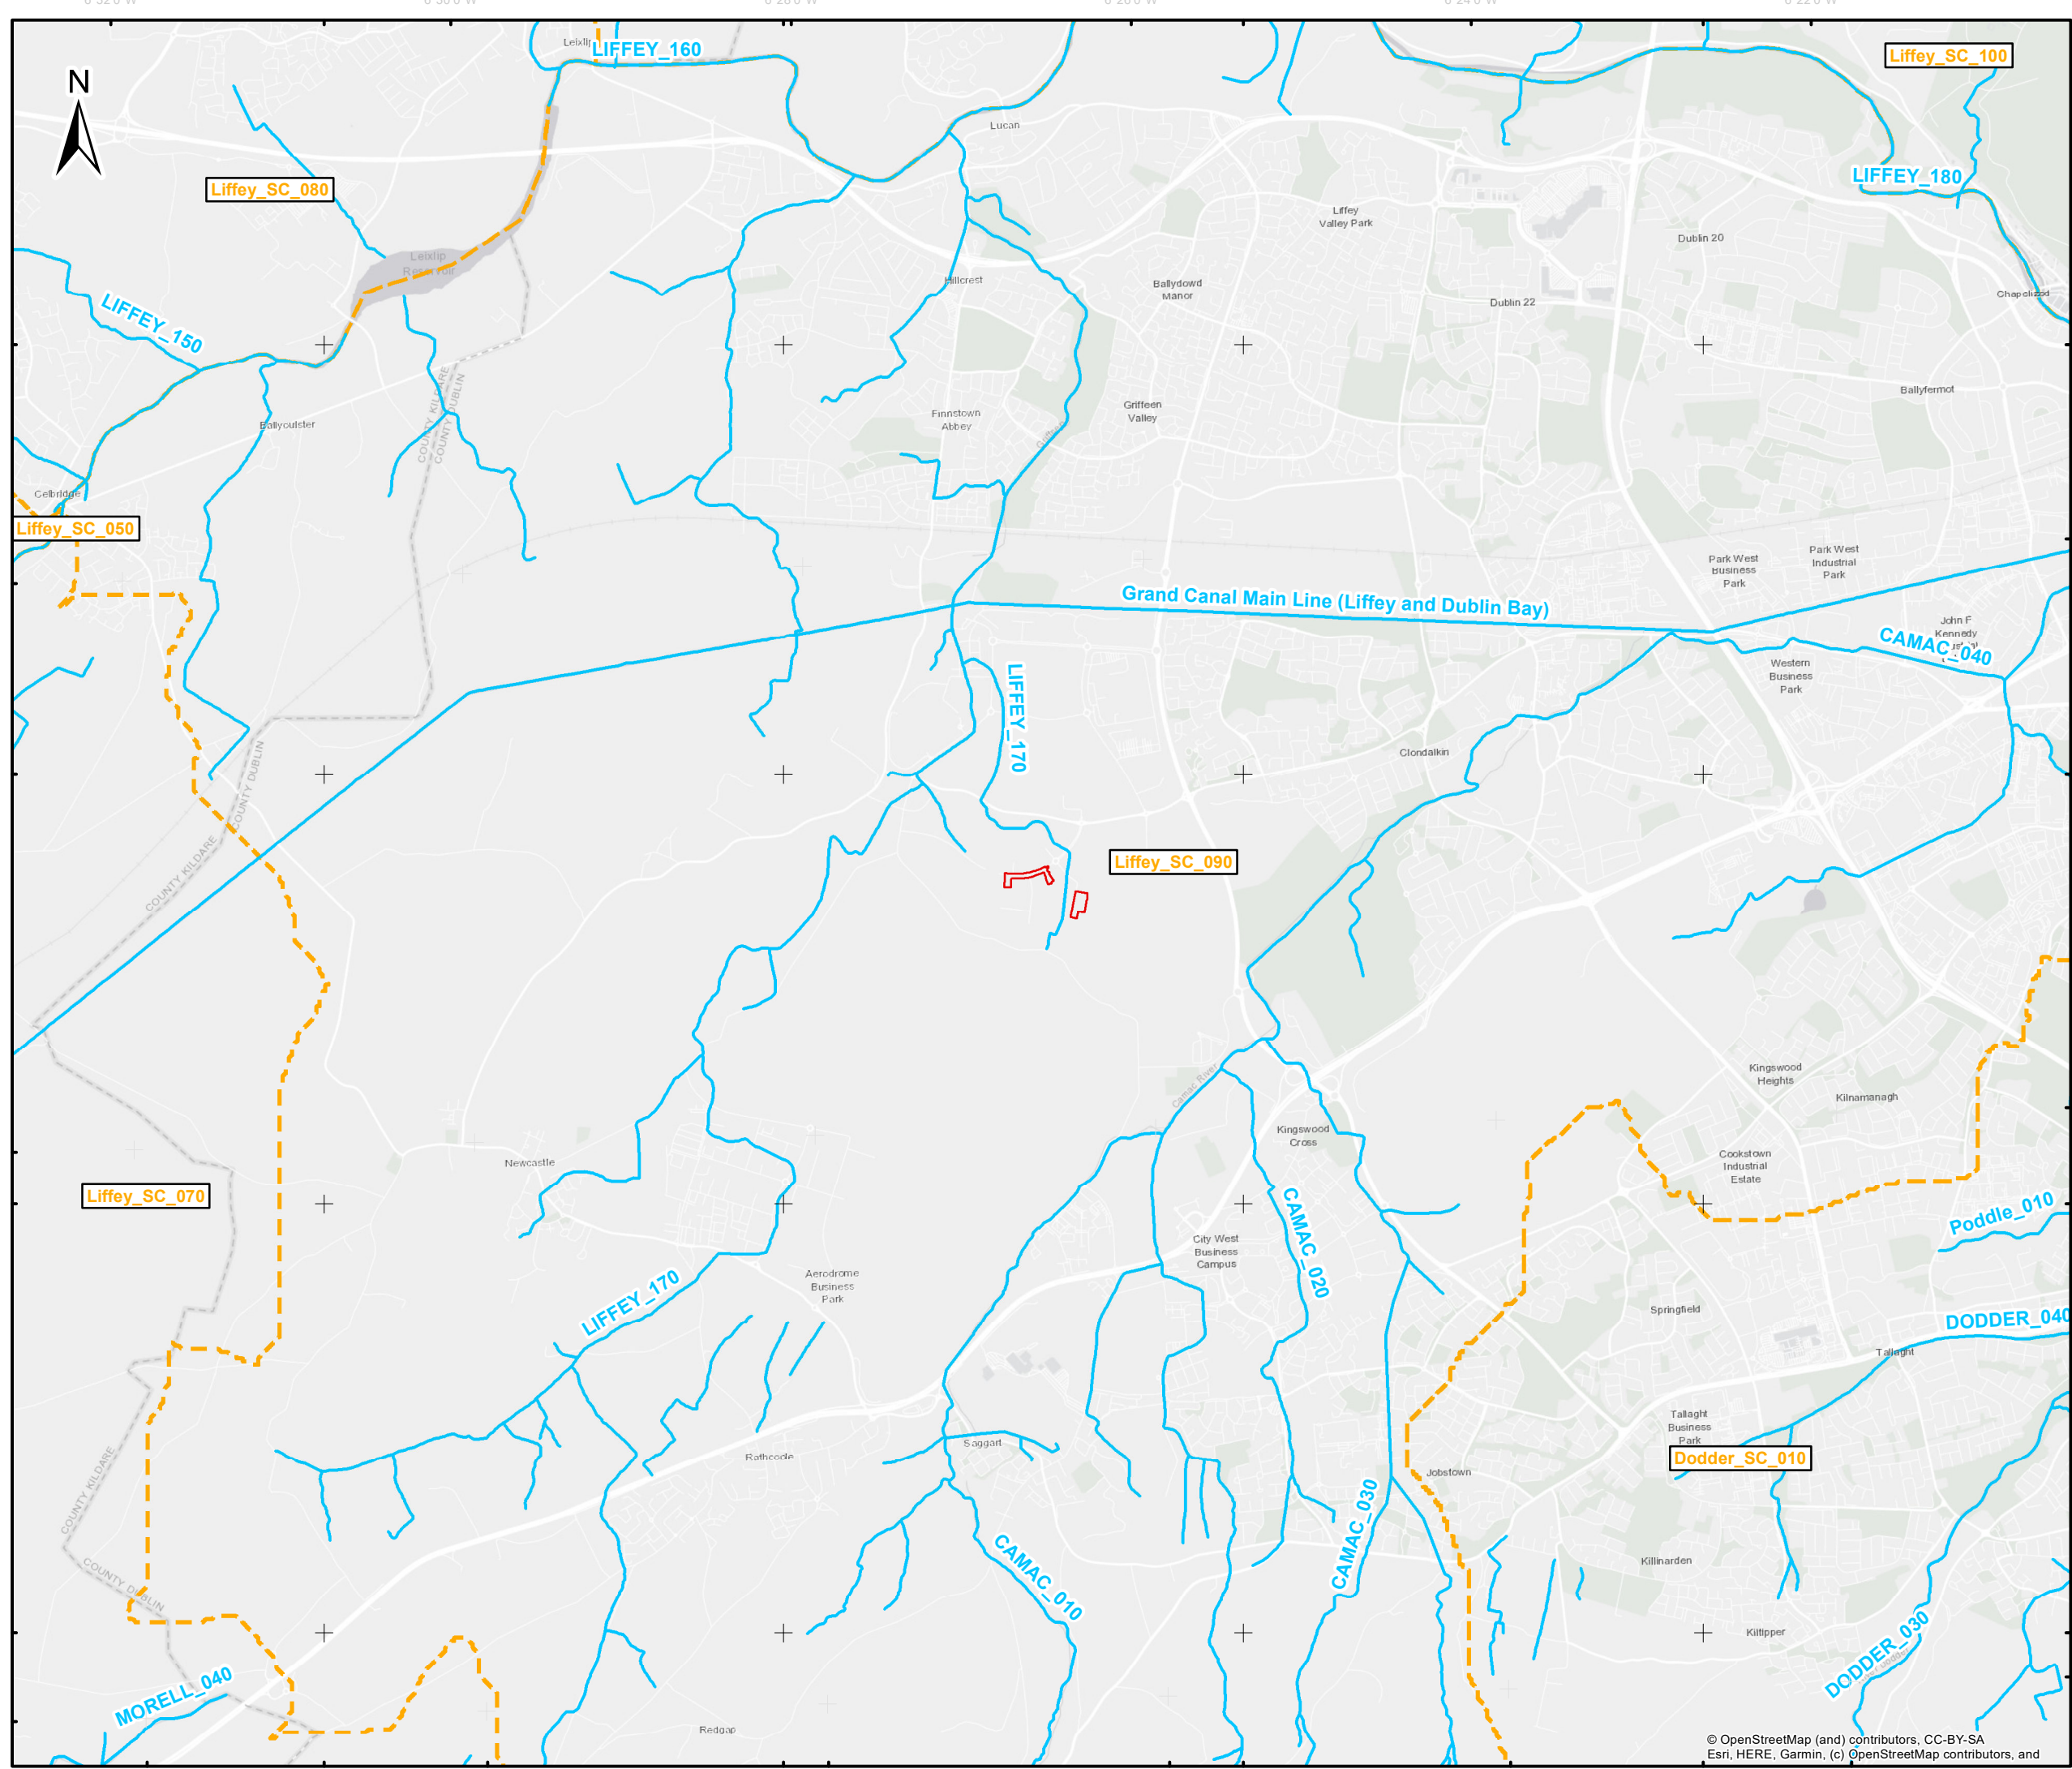 N
Leixlip
LIFFEY_160
Liffey_SC_100
Lucan
Liffey_SC_080
LIFFEY_180
Liffey
Valley Park
Dublin 20
Leixlip
Reservoir
Hillcrest
Ballydowd
Manor
Dublin 22
Chapelizod
LIFFEY_150
COUNTY KILDARE
COUNTY DUBLIN
Ballyoulster
Finnstown
Abbey
Griffeen
Griffeen
Valley
Ballyfermot
Celbridge
Liffey_SC_050
Park West
Business
Park
Park West
Industrial
Park
Grand Canal Main Line (Liffey and Dublin Bay)
John F
Kennedy
CAMAC_040
Western
Business
Park
LIFFEY_170
COUNTY DUBLIN
COUNTY KILDARE
Clondalkin
Liffey_SC_090
Camac River
Kingswood
Heights
Kilnamanagh
Kingswood
Cross
Newcastle
Cookstown
Industrial
Estate
Liffey_SC_070
Poddle_010
City West
Business
Campus
CAMAC_020
Aerodrome
Business
Park
LIFFEY_170
Springfield
DODDER_040
Tallaght
Tallaght
Business
Park
Saggart
Rathcoole
Dodder_SC_010
Jobstown
COUNTY KILDARE
COUNTY DUBLIN
CAMAC_030
CAMAC_010
Killinarden
Kiltipper
DODDER_030
MORELL_040
Redgap
© OpenStreetMap (and) contributors, CC-BY-SA
Esri, HERE, Garmin, (c) OpenStreetMap contributors, and